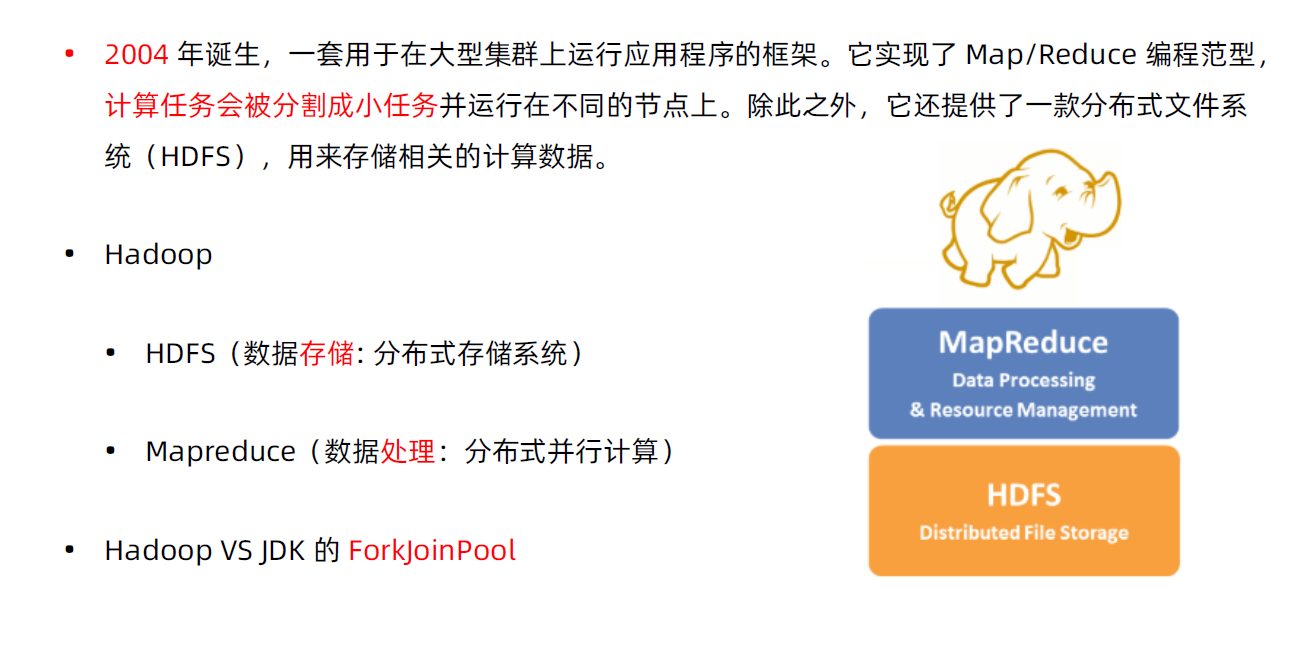 • 2004 年诞生，一套用于在大型集群上运行应用程序的框架。它实现了 Map/Reduce 编程范型，
计算任务会被分割成小任务并运行在不同的节点上。除此之外，它还提供了一款分布式文件系
统（HDFS），用来存储相关的计算数据。
• Hadoop
• HDFS（数据存储: 分布式存储系统）
• Mapreduce（数据处理：分布式并行计算）
• Hadoop VS JDK 的 ForkJoinPool
MapReduce
Data Processing
& Resource Management
HDFS
Distributed File Storage